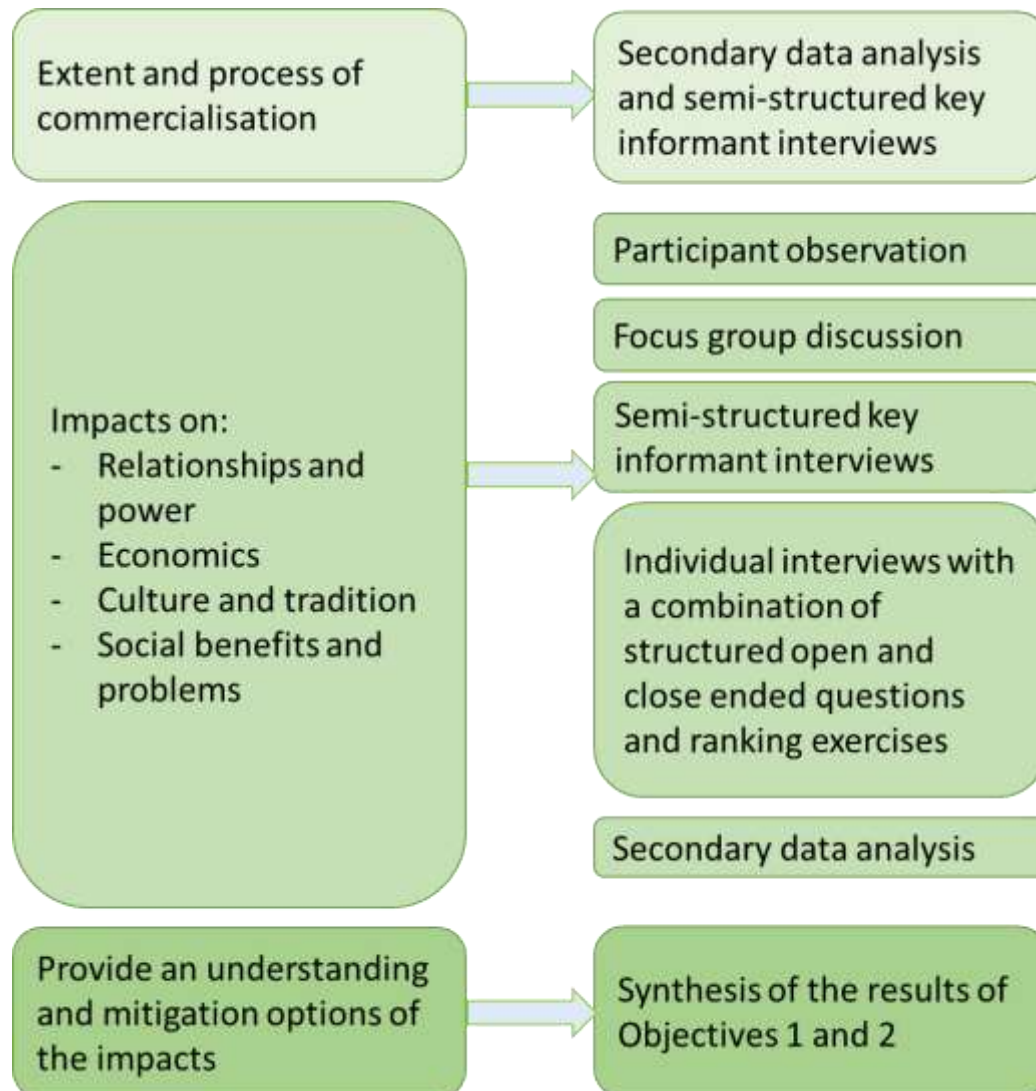 Extent and process of
commercialisation
Secondary data analysis
and semi-structured key
informant interviews
Impacts on:
- Relationships and
power
- Economics
- Culture and tradition
- Social benefits and
problems
Participant observation
Focus group discussion
Semi-structured key
informant interviews
Individual interviews with
a combination of
structured open and
close ended questions
and ranking exercises
Secondary data analysis
Provide an understanding
and mitigation options of
the impacts
Synthesis of the results of
Objectives 1 and 2